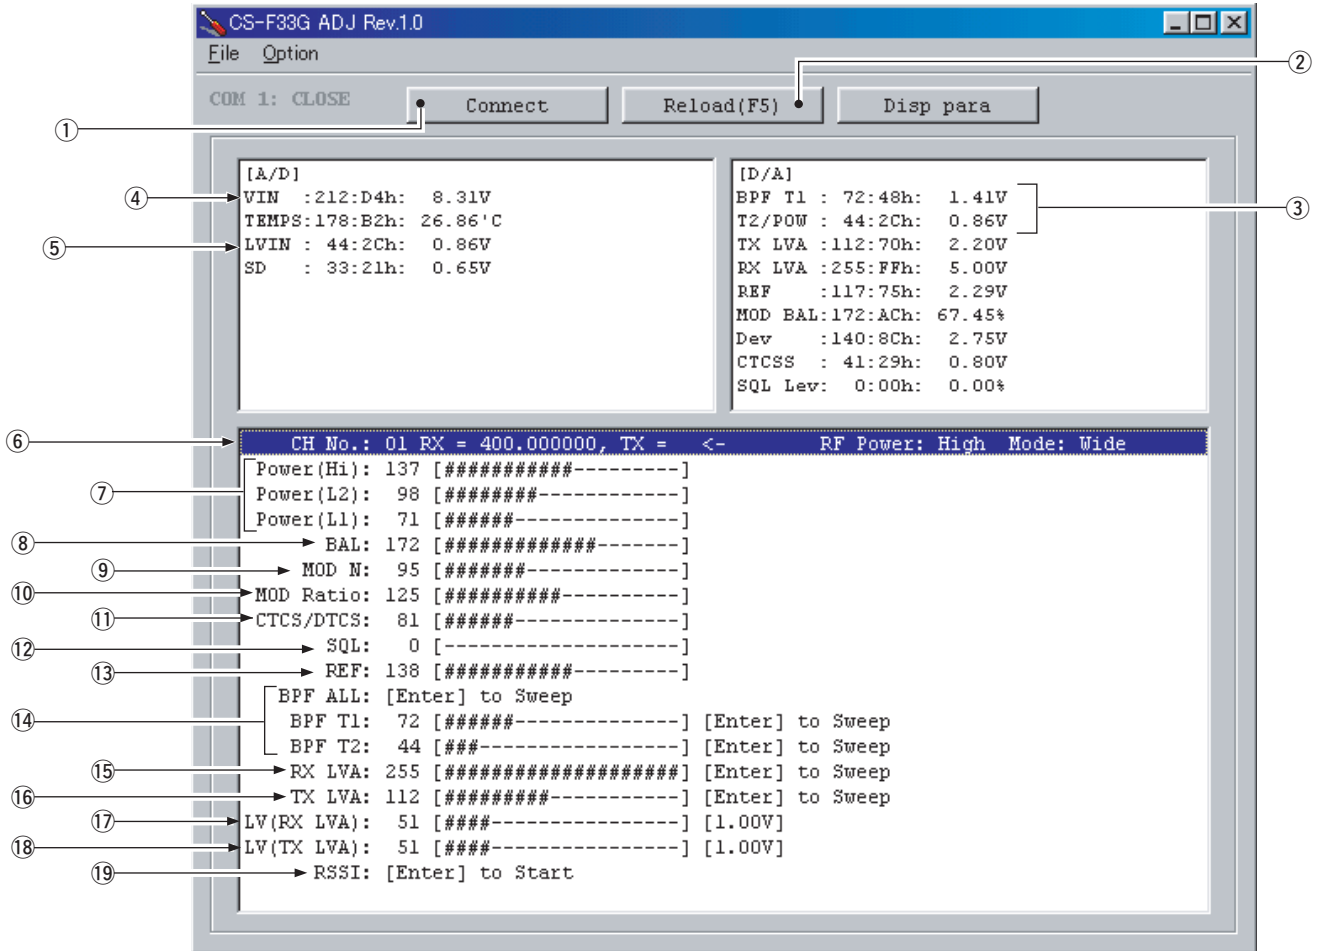 CS-F33G ADJ Rev.1.0
File Option
②
COM 1: CLOSE Connect Reload(F5) Disp para
①
[A/D]
④ VIN :212:D4h: 8.31V
TEMPS:178:B2h: 26.86'C
⑤ LVIN : 44:2Ch: 0.86V
SD : 33:21h: 0.65V
[D/A]
BPF T1 : 72:48h: 1.41V
T2/POW : 44:2Ch: 0.86V
③
TX LVA :112:70h: 2.20V
RX LVA :255:FFh: 5.00V
REF :117:75h: 2.29V
MOD BAL:172:ACh: 67.45%
Dev :140:8Ch: 2.75V
CTCSS : 41:29h: 0.80V
SQL Lev: 0:00h: 0.00%
⑥ CH No.: 01 RX = 400.000000, TX = <- RF Power: High Mode: Wide
Power(Hi): 137 [###########---------]
⑦ Power(L2): 98 [########------------]
Power(L1): 71 [######--------------]
⑧ BAL: 172 [#############-------]
⑨ MOD N: 95 [#######-------------]
⑩ MOD Ratio: 125 [##########----------]
⑪ CTCS/DTCS: 81 [######--------------]
⑫ SQL: 0 [--------------------]
⑬ REF: 138 [###########---------]
BPF ALL: [Enter] to Sweep
⑭ BPF T1: 72 [######--------------] [Enter] to Sweep
BPF T2: 44 [###-----------------] [Enter] to Sweep
⑮ RX LVA: 255 [####################] [Enter] to Sweep
⑯ TX LVA: 112 [#########-----------] [Enter] to Sweep
⑰ LV(RX LVA): 51 [####----------------] [1.00V]
⑱ LV(TX LVA): 51 [####----------------] [1.00V]
⑲ RSSI: [Enter] to Start